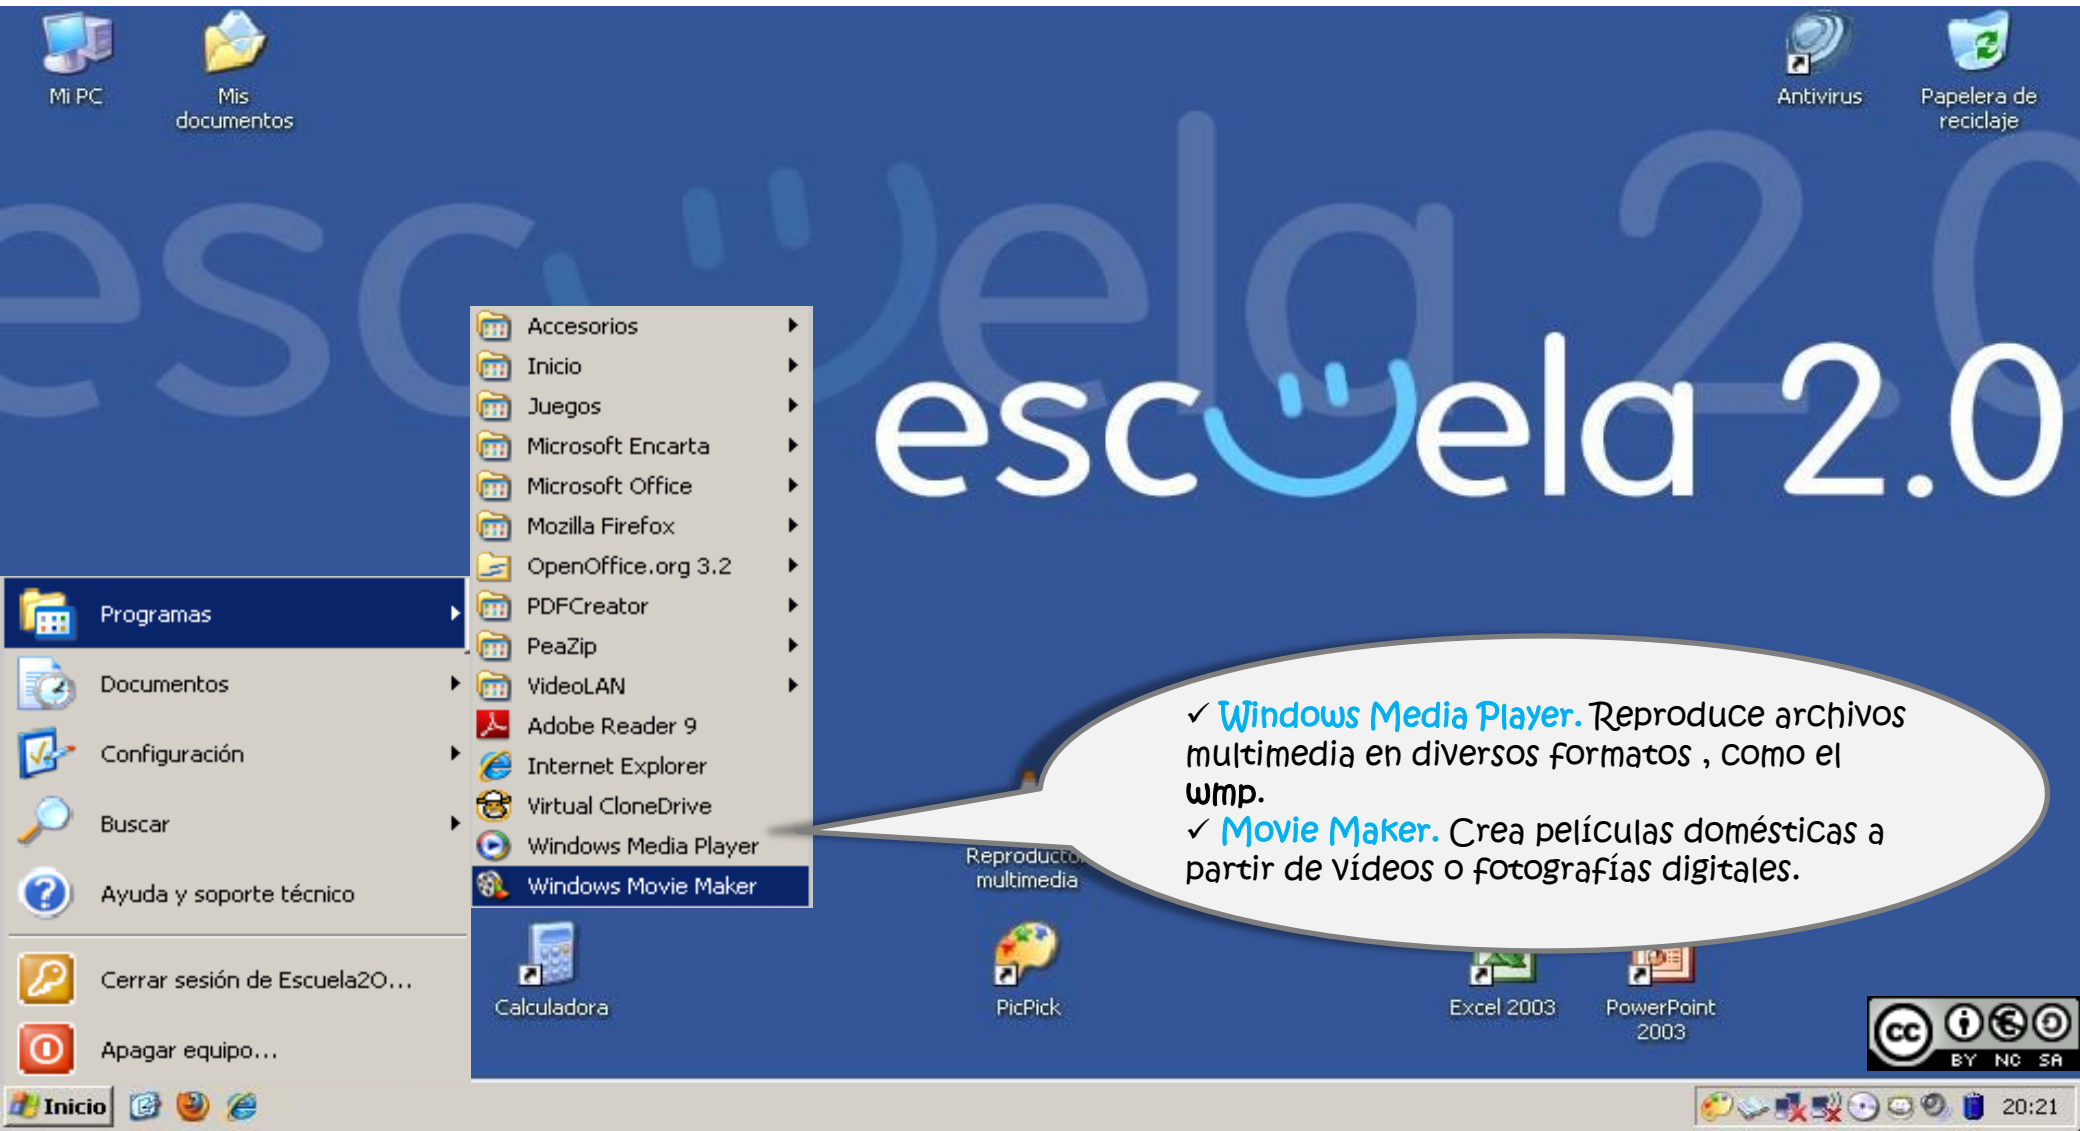 Mi PC
Mis
documentos
Antivirus
Papelera de
reciclaje
escuela 2.0
escuela 2.0
Accesorios
Inicio
Juegos
Microsoft Encarta
Microsoft Office
Mozilla Firefox
OpenOffice.org 3.2
PDFCreator
PeaZip
VideoLAN
Adobe Reader 9
Internet Explorer
Virtual CloneDrive
Windows Media Player
Windows Movie Maker
Programas
Documentos
Configuración
Buscar
Ayuda y soporte técnico
Cerrar sesión de Escuela2O...
Apagar equipo...
✓ Windows Media Player. Reproduce archivos
multimedia en diversos formatos , como el
wmp.
✓ Movie Maker. Crea películas domésticas a
partir de vídeos o fotografías digitales.
multimedia
Calculadora
PicPick
Excel 2003
PowerPoint
2003
cc
BY NC SA
Inicio
20:21